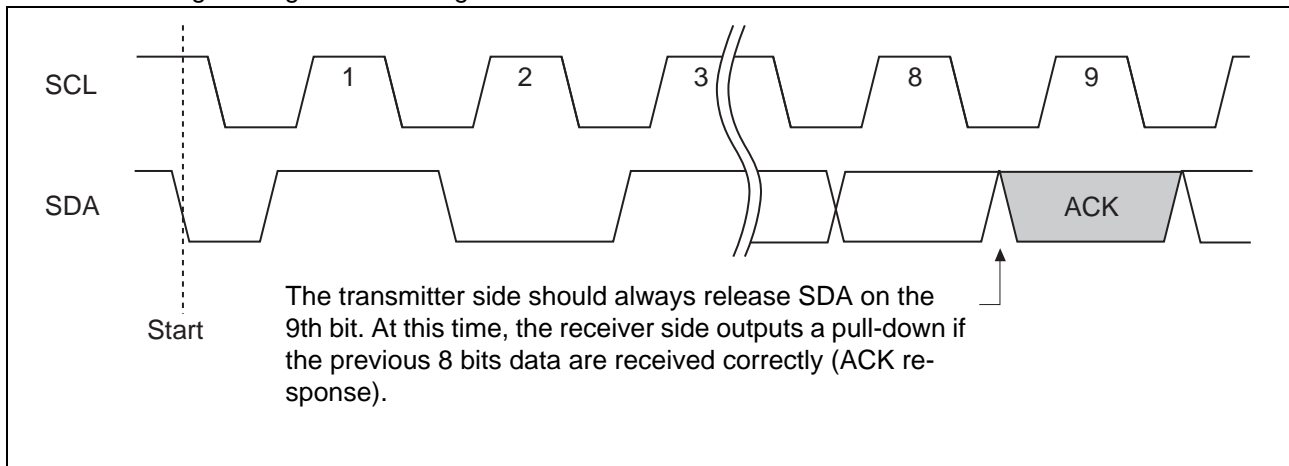 SCL
1 2 3 8 9
SDA
ACK
Start
The transmitter side should always release SDA on the
9th bit. At this time, the receiver side outputs a pull-down if
the previous 8 bits data are received correctly (ACK re-
sponse).